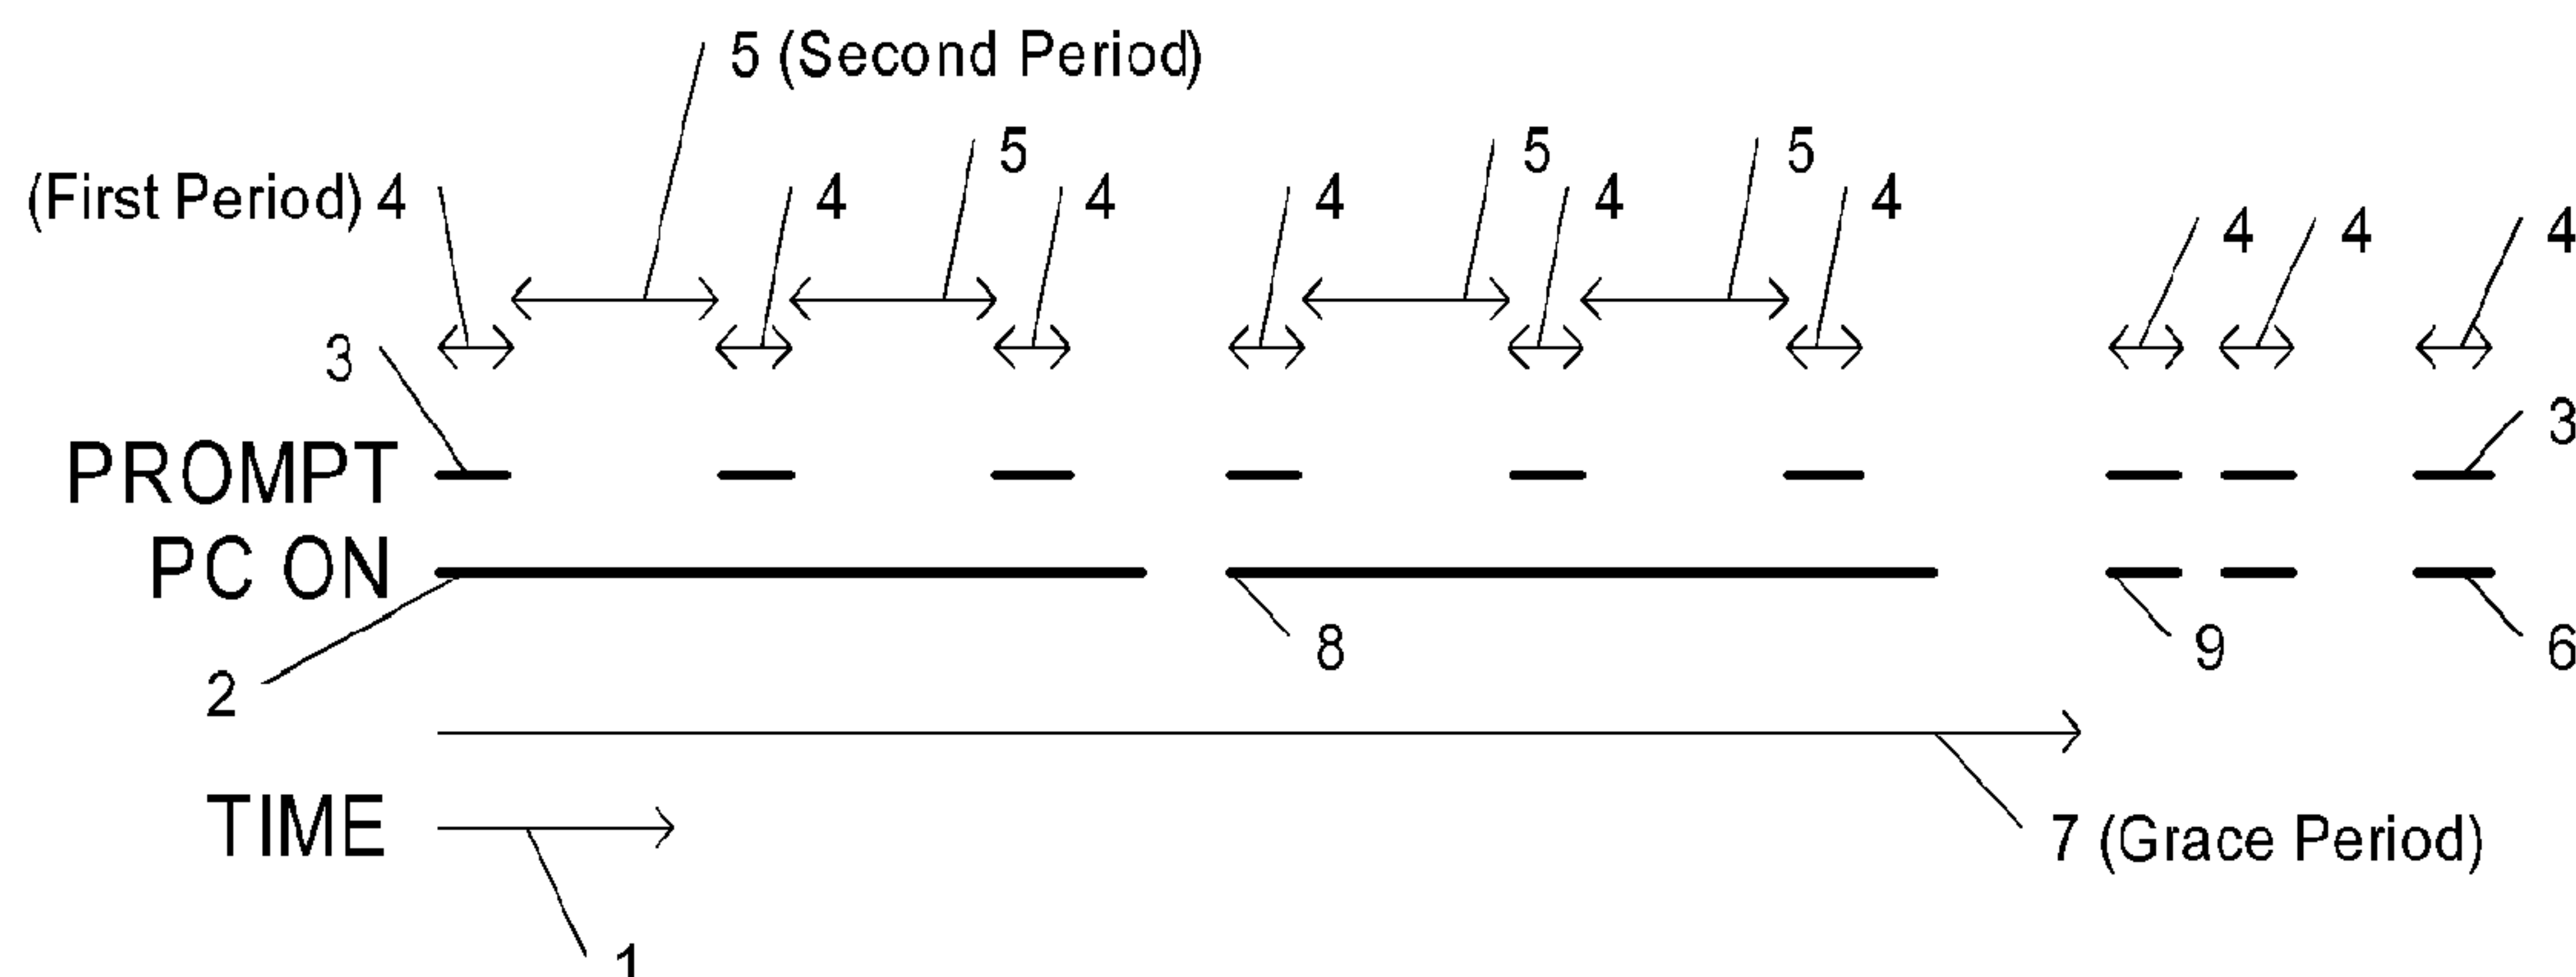 5 (Second Period)
5 5 5
(First Period) 4 4 4 4 4 4
4 4 4
3
3
PROMPT
PC ON
8 9 6
2
TIME
7 (Grace Period)
1